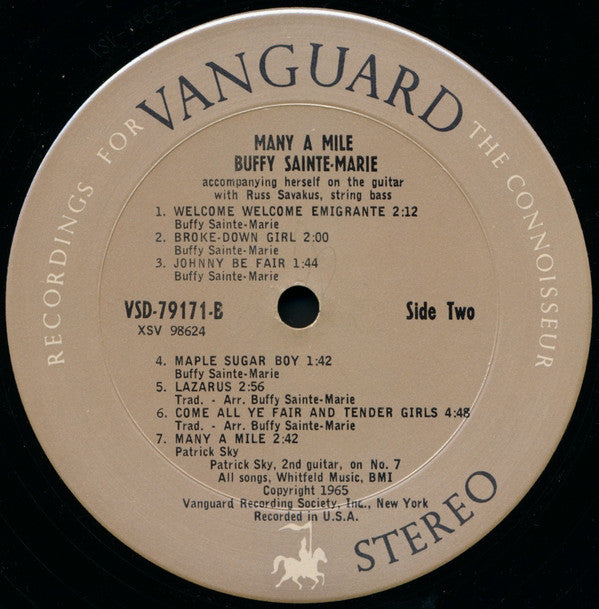 RECORDINGS FOR
VANGUARD
THE CONNOISSEUR
MANY A MILE
BUFFY SAINTE-MARIE
accompanying herself on the guitar
with Russ Savakus, string bass
1. WELCOME WELCOME EMIGRANTE 2:12
Buffy Sainte-Marie
2. BROKE-DOWN GIRL 2:00
Buffy Sainte-Marie
3. JOHNNY BE FAIR 1:44
Buffy Sainte-Marie
VSD-79171-B Side Two
XSV 98624
4. MAPLE SUGAR BOY 1:42
Buffy Sainte-Marie
5. LAZARUS 2:56
Trad. - Arr. Buffy Sainte-Marie
6. COME ALL YE FAIR AND TENDER GIRLS 4:48
Trad. - Arr. Buffy Sainte-Marie
7. MANY A MILE 2:42
Patrick Sky
Patrick Sky, 2nd guitar, on No. 7
All songs, Whitfeld Music, BMI
Copyright 1965
Vanguard Recording Society, Inc., New York
Recorded in U.S.A.
STEREO